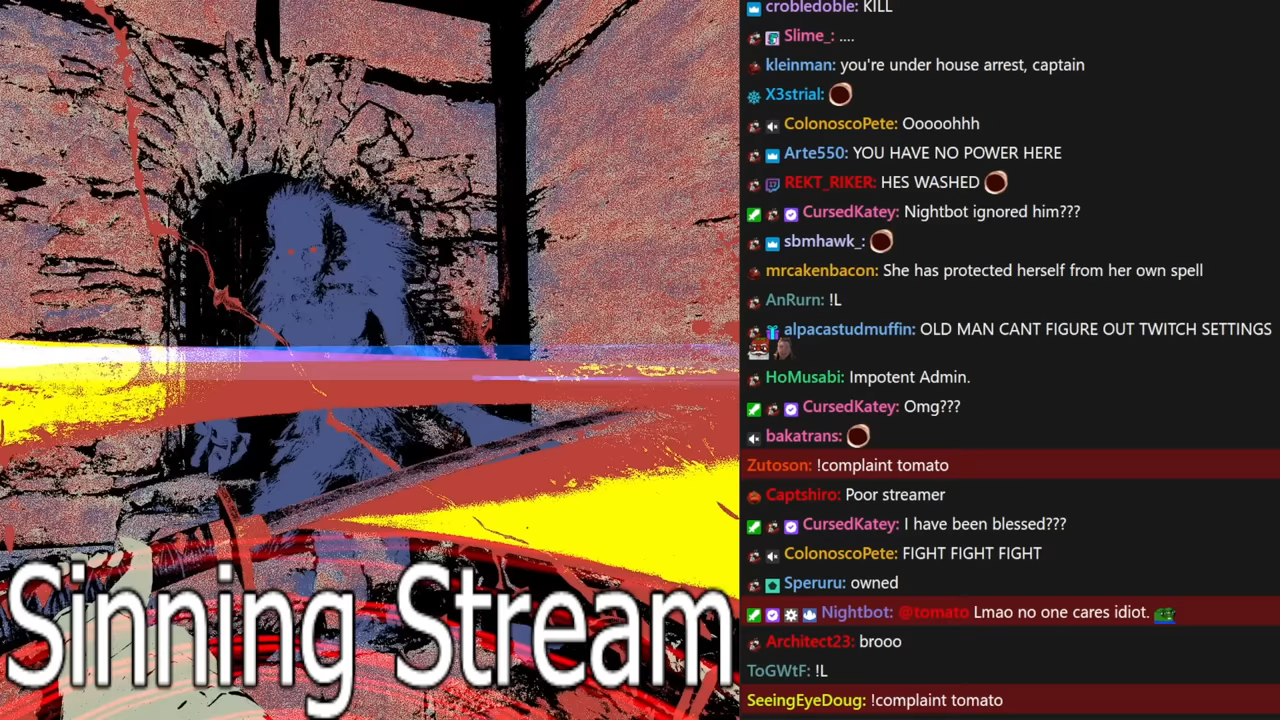 crobledoble: KILL
Slime_: ....
kleinman: you're under house arrest, captain
X3strial:
ColonoscoPete: Ooooohhh
Arte550: YOU HAVE NO POWER HERE
REKT_RIKER: HES WASHED
CursedKatey: Nightbot ignored him???
sbmhawk_:
mrcakenbacon: She has protected herself from her own spell
AnRurn: !L
alpacastudmuffin: OLD MAN CANT FIGURE OUT TWITCH SETTINGS
HoMusabi: Impotent Admin.
CursedKatey: Omg???
bakatrans:
Zutoson: !complaint tomato
Captshiro: Poor streamer
CursedKatey: I have been blessed???
ColonoscoPete: FIGHT FIGHT FIGHT
Speruru: owned
Nightbot: @tomato Lmao no one cares idiot.
Architect23: brooo
ToGWtF: !L
SeeingEyeDoug: !complaint tomato
Sinning Stream